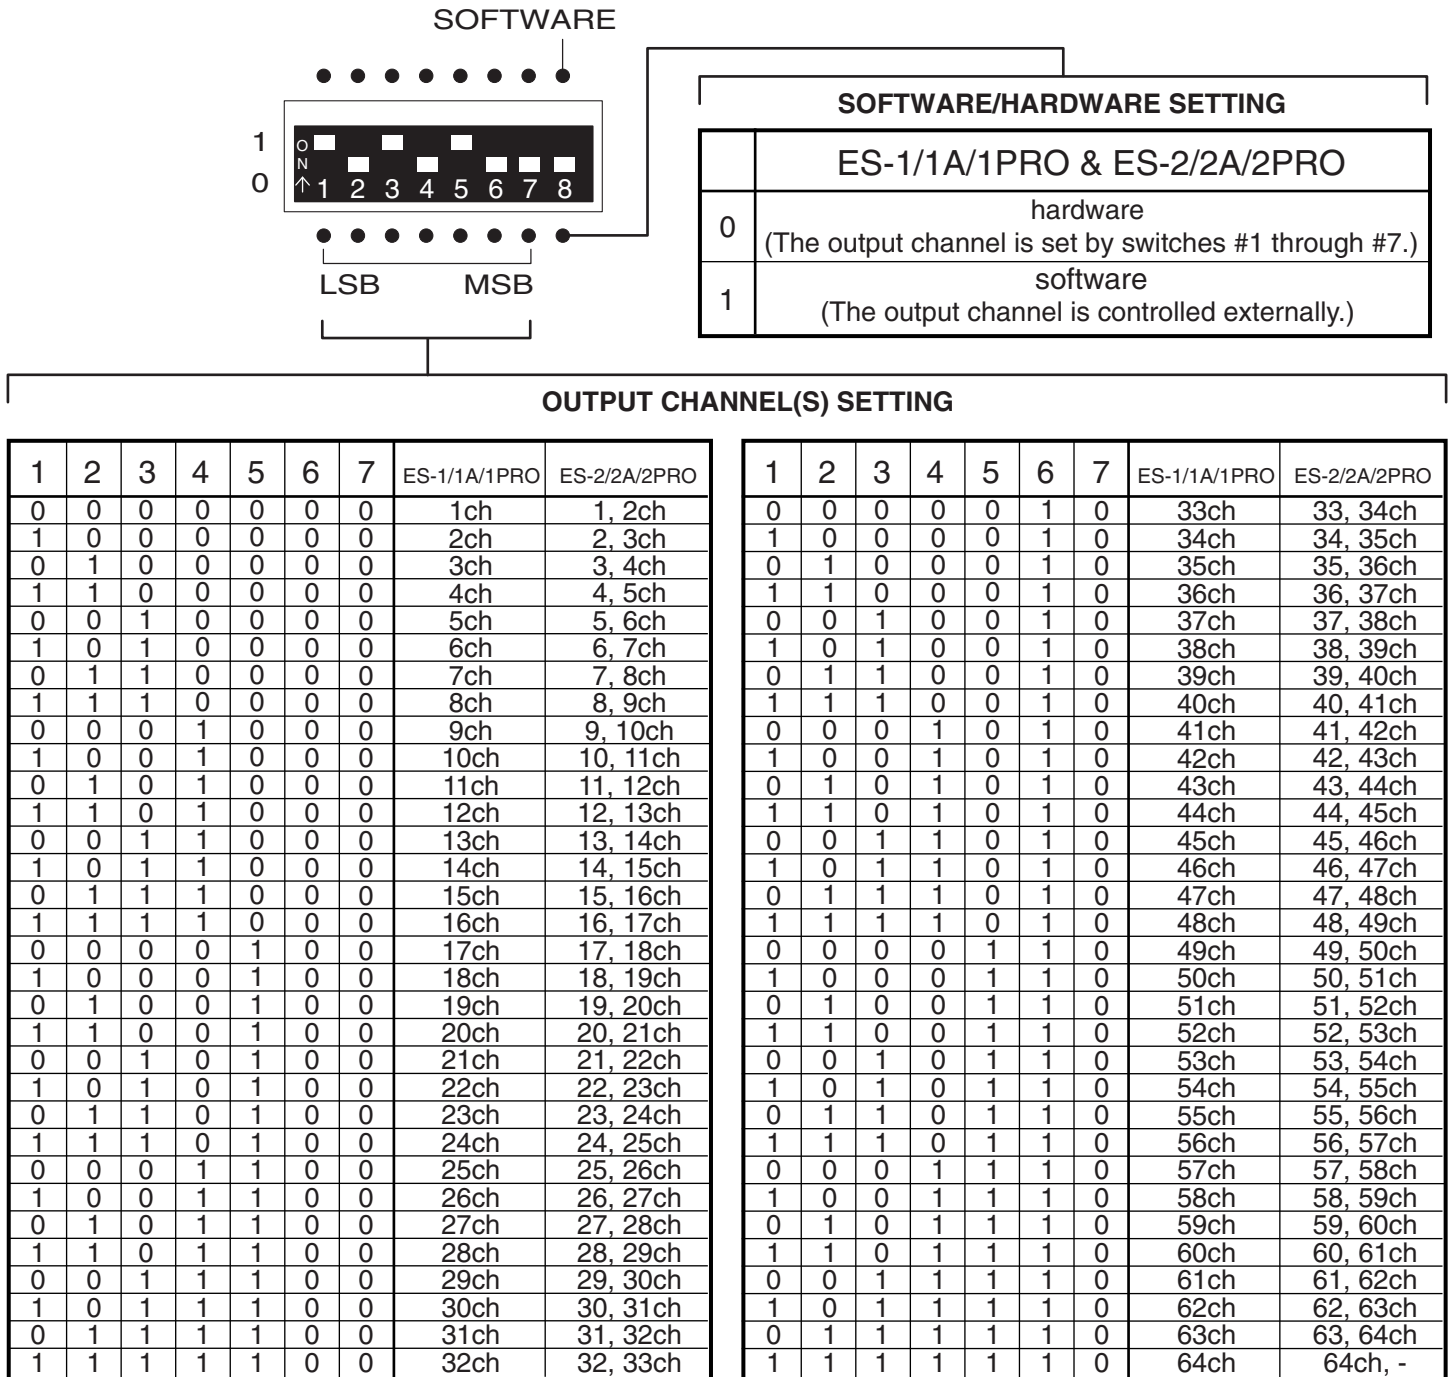 SOFTWARE
SOFTWARE/HARDWARE SETTING
ES-1/1A/1PRO & ES-2/2A/2PRO
0 hardware
(The output channel is set by switches #1 through #7.)
1 software
(The output channel is controlled externally.)
1
0
ON
↑ 1 2 3 4 5 6 7 8
LSB MSB
OUTPUT CHANNEL(S) SETTING
1 2 3 4 5 6 7 ES-1/1A/1PRO ES-2/2A/2PRO
0 0 0 0 0 0 0 1ch 1, 2ch
1 0 0 0 0 0 0 2ch 2, 3ch
0 1 0 0 0 0 0 3ch 3, 4ch
1 1 0 0 0 0 0 4ch 4, 5ch
0 0 1 0 0 0 0 5ch 5, 6ch
1 0 1 0 0 0 0 6ch 6, 7ch
0 1 1 0 0 0 0 7ch 7, 8ch
1 1 1 0 0 0 0 8ch 8, 9ch
0 0 0 1 0 0 0 9ch 9, 10ch
1 0 0 1 0 0 0 10ch 10, 11ch
0 1 0 1 0 0 0 11ch 11, 12ch
1 1 0 1 0 0 0 12ch 12, 13ch
0 0 1 1 0 0 0 13ch 13, 14ch
1 0 1 1 0 0 0 14ch 14, 15ch
0 1 1 1 0 0 0 15ch 15, 16ch
1 1 1 1 0 0 0 16ch 16, 17ch
0 0 0 0 1 0 0 17ch 17, 18ch
1 0 0 0 1 0 0 18ch 18, 19ch
0 1 0 0 1 0 0 19ch 19, 20ch
1 1 0 0 1 0 0 20ch 20, 21ch
0 0 1 0 1 0 0 21ch 21, 22ch
1 0 1 0 1 0 0 22ch 22, 23ch
0 1 1 0 1 0 0 23ch 23, 24ch
1 1 1 0 1 0 0 24ch 24, 25ch
0 0 0 1 1 0 0 25ch 25, 26ch
1 0 0 1 1 0 0 26ch 26, 27ch
0 1 0 1 1 0 0 27ch 27, 28ch
1 1 0 1 1 0 0 28ch 28, 29ch
0 0 1 1 1 0 0 29ch 29, 30ch
1 0 1 1 1 0 0 30ch 30, 31ch
0 1 1 1 1 0 0 31ch 31, 32ch
1 1 1 1 1 0 0 32ch 32, 33ch
1 2 3 4 5 6 7 ES-1/1A/1PRO ES-2/2A/2PRO
0 0 0 0 0 1 0 33ch 33, 34ch
1 0 0 0 0 1 0 34ch 34, 35ch
0 1 0 0 0 1 0 35ch 35, 36ch
1 1 0 0 0 1 0 36ch 36, 37ch
0 0 1 0 0 1 0 37ch 37, 38ch
1 0 1 0 0 1 0 38ch 38, 39ch
0 1 1 0 0 1 0 39ch 39, 40ch
1 1 1 0 0 1 0 40ch 40, 41ch
0 0 0 1 0 1 0 41ch 41, 42ch
1 0 0 1 0 1 0 42ch 42, 43ch
0 1 0 1 0 1 0 43ch 43, 44ch
1 1 0 1 0 1 0 44ch 44, 45ch
0 0 1 1 0 1 0 45ch 45, 46ch
1 0 1 1 0 1 0 46ch 46, 47ch
0 1 1 1 0 1 0 47ch 47, 48ch
1 1 1 1 0 1 0 48ch 48, 49ch
0 0 0 0 1 1 0 49ch 49, 50ch
1 0 0 0 1 1 0 50ch 50, 51ch
0 1 0 0 1 1 0 51ch 51, 52ch
1 1 0 0 1 1 0 52ch 52, 53ch
0 0 1 0 1 1 0 53ch 53, 54ch
1 0 1 0 1 1 0 54ch 54, 55ch
0 1 1 0 1 1 0 55ch 55, 56ch
1 1 1 0 1 1 0 56ch 56, 57ch
0 0 0 1 1 1 0 57ch 57, 58ch
1 0 0 1 1 1 0 58ch 58, 59ch
0 1 0 1 1 1 0 59ch 59, 60ch
1 1 0 1 1 1 0 60ch 60, 61ch
0 0 1 1 1 1 0 61ch 61, 62ch
1 0 1 1 1 1 0 62ch 62, 63ch
0 1 1 1 1 1 0 63ch 63, 64ch
1 1 1 1 1 1 0 64ch 64ch, -